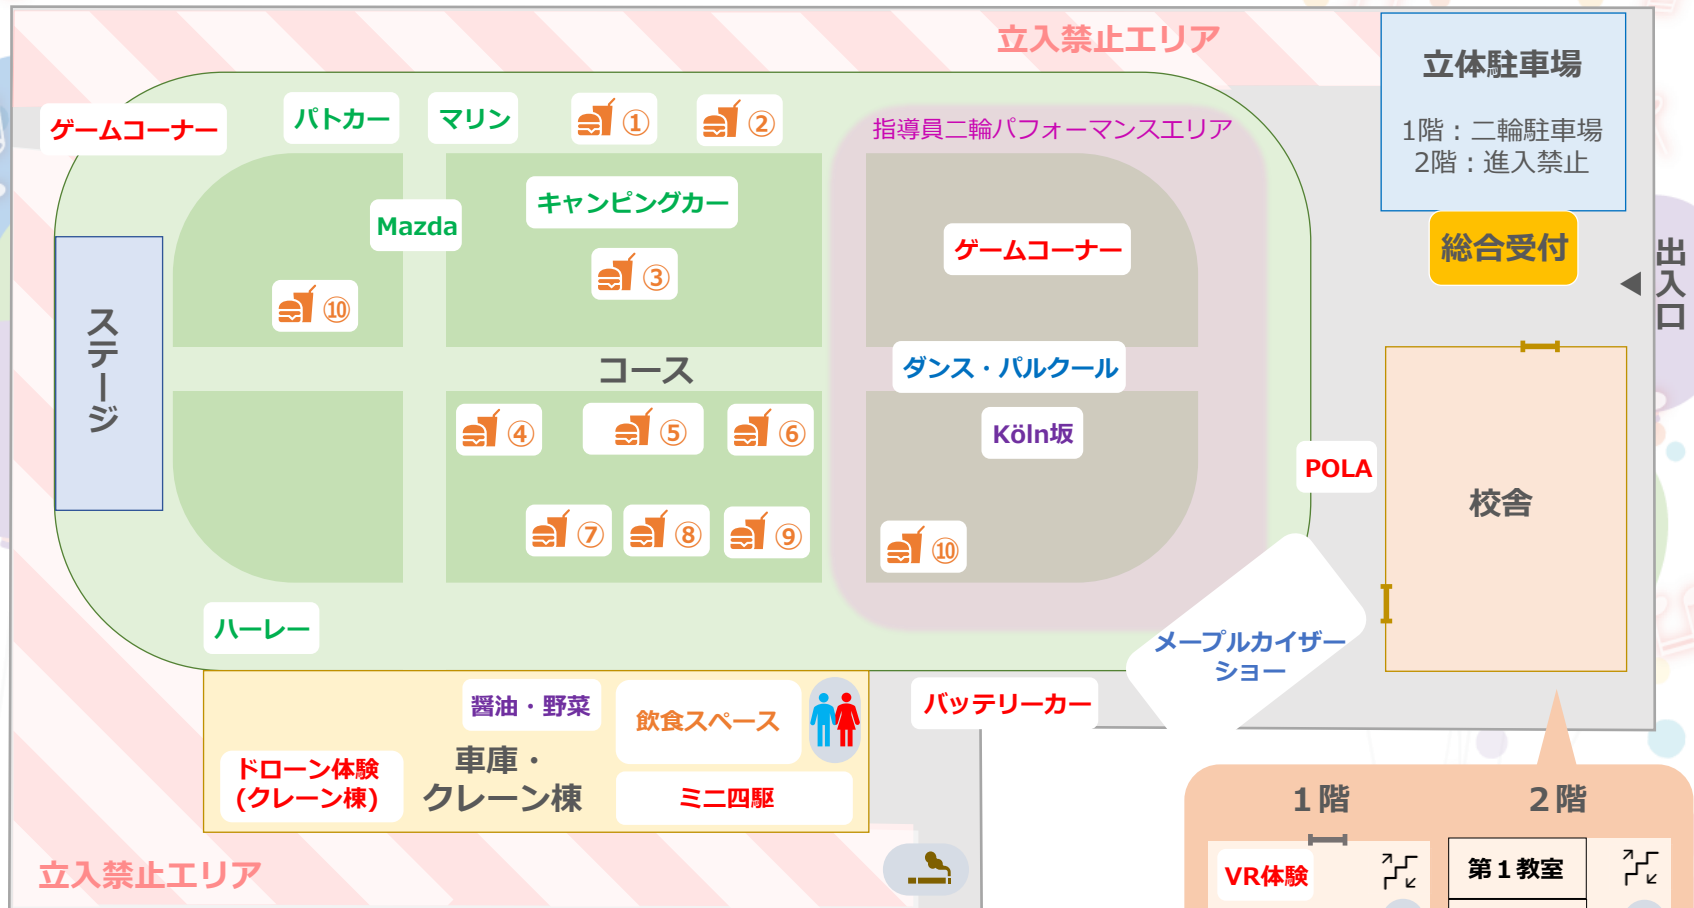 立入禁止エリア
立体駐車場
1階：二輪駐車場
2階：進入禁止
総合受付
出入口
ゲームコーナー
パトカー
マリン
①
②
指導員二輪パフォーマンスエリア
キャンピングカー
Mazda
③
⑩
ゲームコーナー
ステージ
コース
ダンス・パルクール
④
⑤
⑥
Köln坂
POLA
校舎
⑦
⑧
⑨
⑩
ハーレー
メープルカイザー
ショー
醤油・野菜
飲食スペース
バッテリーカー
ドローン体験
(クレーン棟)
車庫・
クレーン棟
ミニ四駆
立入禁止エリア
1階
2階
VR体験
第1教室